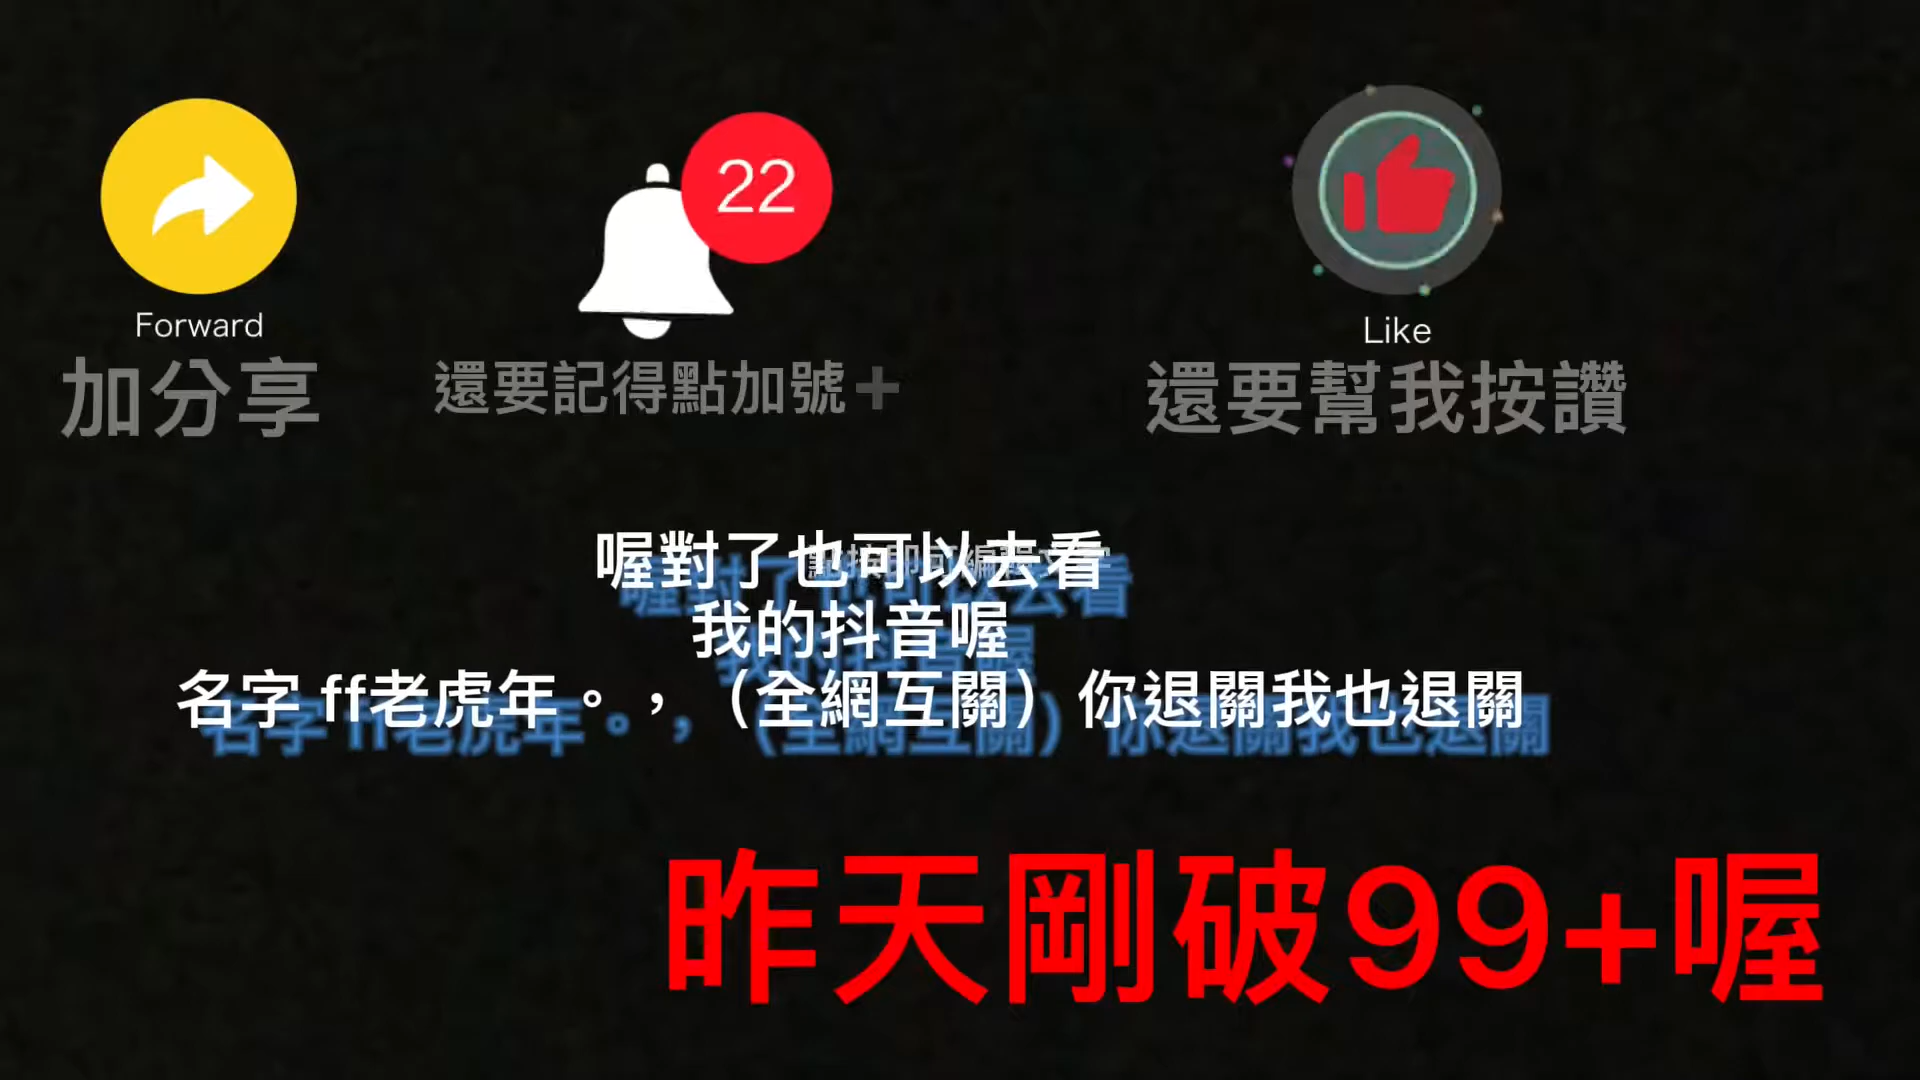 22
Forward
Like
加分享
還要記得點加號+
還要幫我按讚
喔對了也可以去看
我的抖音喔
名字 ff老虎年。，（全網互關）你退關我也退關
昨天剛破99+喔